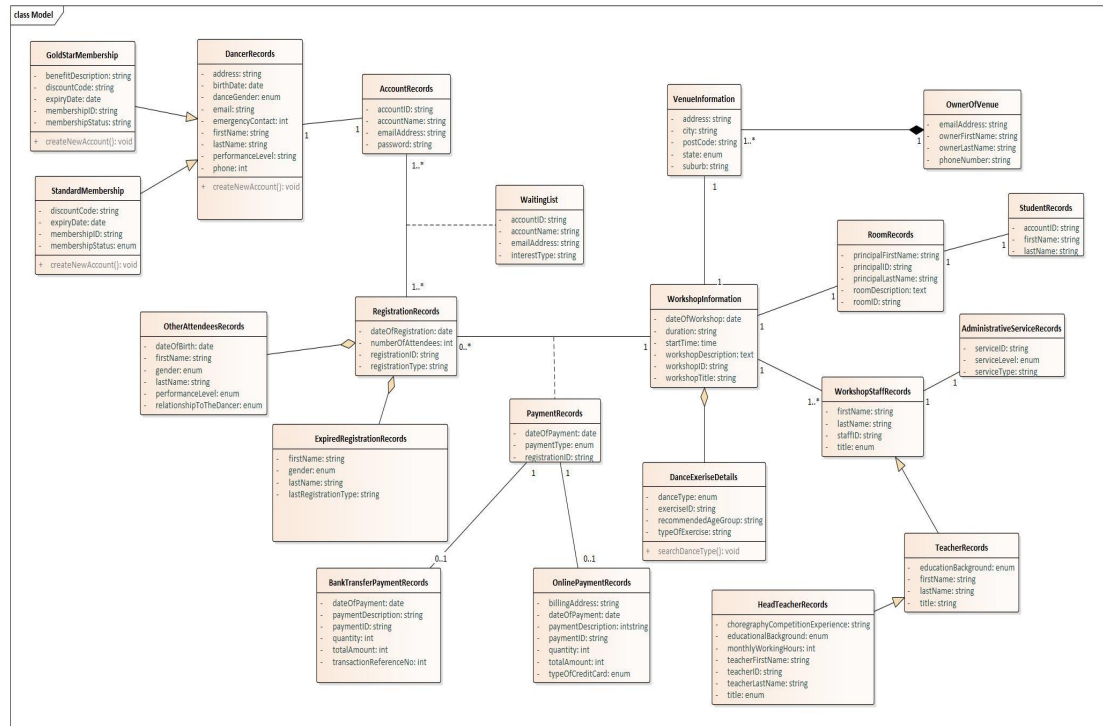 class Model
GoldStarMembership
- benefitDescription: string
- discountCode: string
- expiryDate: date
- membershipID: string
- membershipStatus: string
+ createNewAccount(): void
DancerRecords
- address: string
- birthDate: date
- danceGender: enum
- email: string
- emergencyContact: int
- firstName: string
- lastName: string
- performanceLevel: string
- phone: int
+ createNewAccount(): void
1
1
AccountRecords
- accountID: string
- accountName: string
- emailAddress: string
- password: string
1..*
1..*
StandardMembership
- discountCode: string
- expiryDate: date
- membershipID: string
- membershipStatus: enum
+ createNewAccount(): void
WaitingList
- accountID: string
- accountName: string
- emailAddress: string
- interestType: string
VenueInformation
- address: string
- city: string
- postCode: string
- state: enum
- suburb: string
1..*
1
OwnerOfVenue
- emailAddress: string
- ownerFirstName: string
- ownerLastName: string
- phoneNumber: string
1
1
StudentRecords
- accountID: string
- firstName: string
- lastName: string
RoomRecords
- principalFirstName: string
- principalID: string
- principalLastName: string
- roomDescription: text
- roomID: string
1
1
1
1
OtherAttendeesRecords
- dateOfBirth: date
- firstName: string
- gender: enum
- lastName: string
- performanceLevel: enum
- relationshipToTheDancer: enum
RegistrationRecords
- dateOfRegistration: date
- numberOfAttendees: int
- registrationID: string
- registrationType: string
0..*
1
WorkshopInformation
- dateOfWorkshop: date
- duration: string
- startTime: time
- workshopDescription: text
- workshopID: string
- workshopTitle: string
1
1..*
AdministrativeServiceRecords
- serviceID: string
- serviceLevel: enum
- serviceType: string
1
1
WorkshopStaffRecords
- firstName: string
- lastName: string
- staffID: string
- title: enum
ExpiredRegistrationRecords
- firstName: string
- gender: enum
- lastName: string
- lastRegistrationType: string
PaymentRecords
- dateOfPayment: date
- paymentType: enum
- registrationID: string
1
1
0..1
0..1
DanceExeriseDetails
- danceType: enum
- exerciseID: string
- recommendedAgeGroup: string
- typeOfExercise: string
+ searchDanceType(): void
TeacherRecords
- educationBackground: enum
- firstName: string
- lastName: string
- title: string
BankTransferPaymentRecords
- dateOfPayment: date
- paymentDescription: string
- paymentID: string
- quantity: int
- totalAmount: int
- transactionReferenceNo: int
OnlinePaymentRecords
- billingAddress: string
- dateOfPayment: date
- paymentDescription: intstring
- paymentID: string
- quantity: int
- totalAmount: int
- typeOfCreditCard: enum
HeadTeacherRecords
- choregraphyCompetitionExperience: string
- educationalBackground: enum
- monthlyWorkingHours: int
- teacherFirstName: string
- teacherID: string
- teacherLastName: string
- title: enum